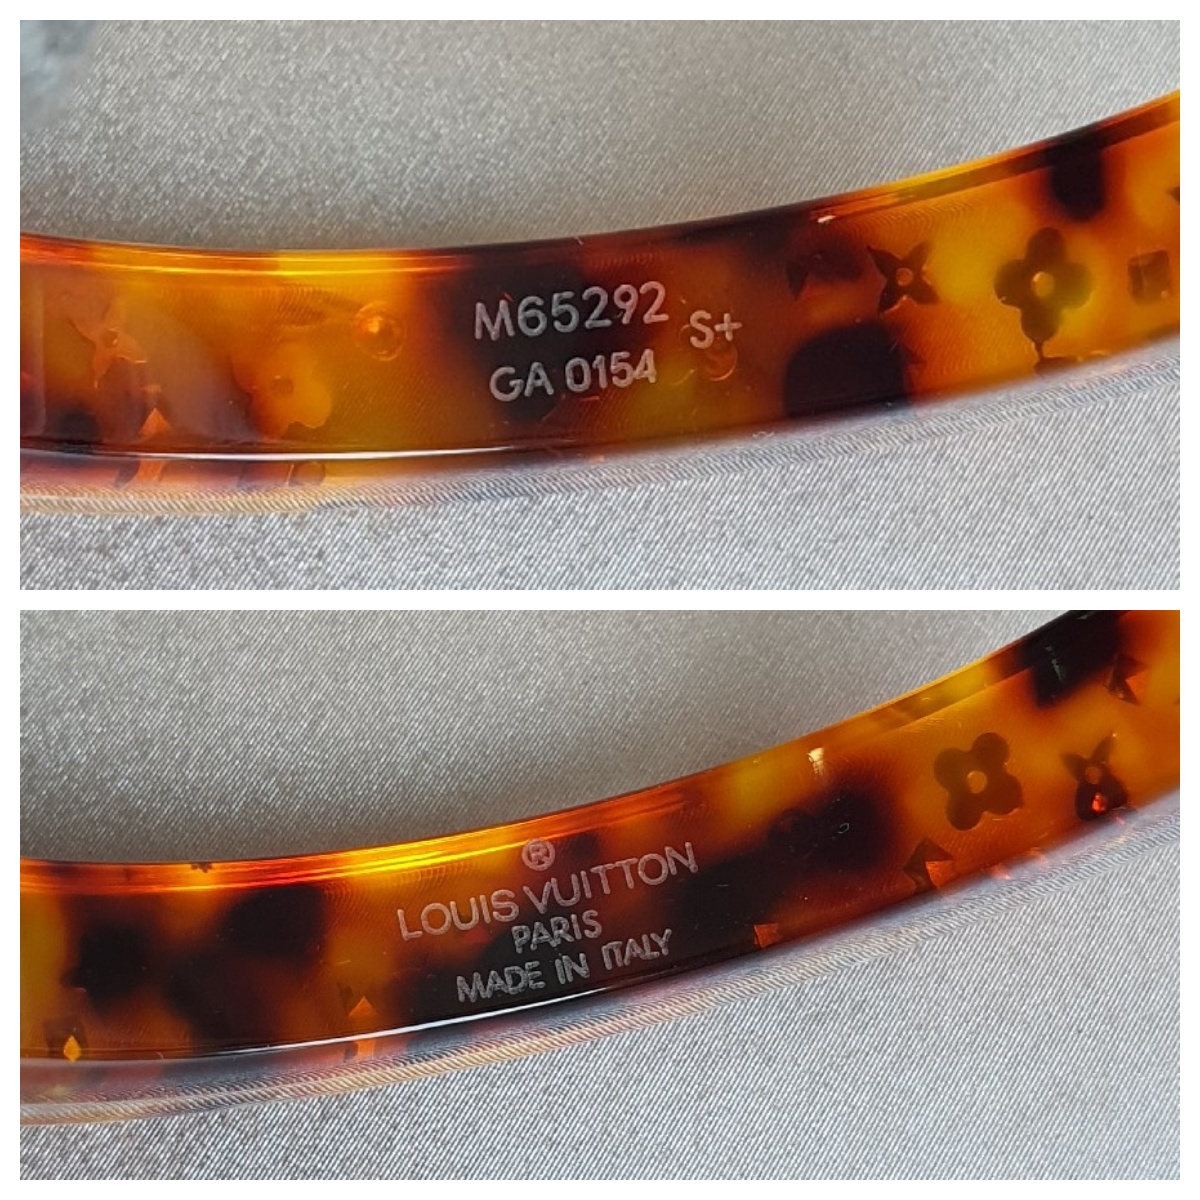 M65292
S+
GA 0154
®
LOUIS VUITTON
PARIS
MADE IN ITALY